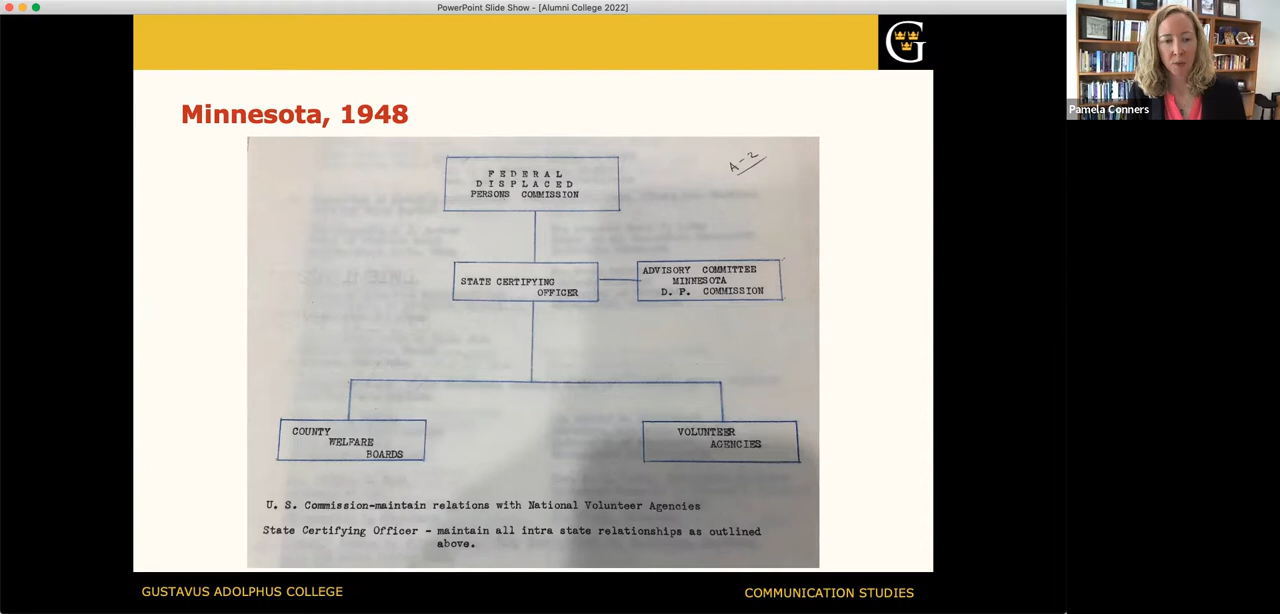 PowerPoint Slide Show - [Alumni College 2022]
G
Pamela Conners
Minnesota, 1948
A-2
FEDERAL
DISPLACED
PERSONS COMMISSION
STATE CERTIFYING
OFFICER
ADVISORY COMMITTEE
MINNESOTA
D. P. COMMISSION
COUNTY
WELFARE
BOARDS
VOLUNTEER
AGENCIES
U. S. Commission-maintain relations with National Volunteer Agencies
State Certifying Officer - maintain all intra state relationships as outlined
above.
GUSTAVUS ADOLPHUS COLLEGE
COMMUNICATION STUDIES